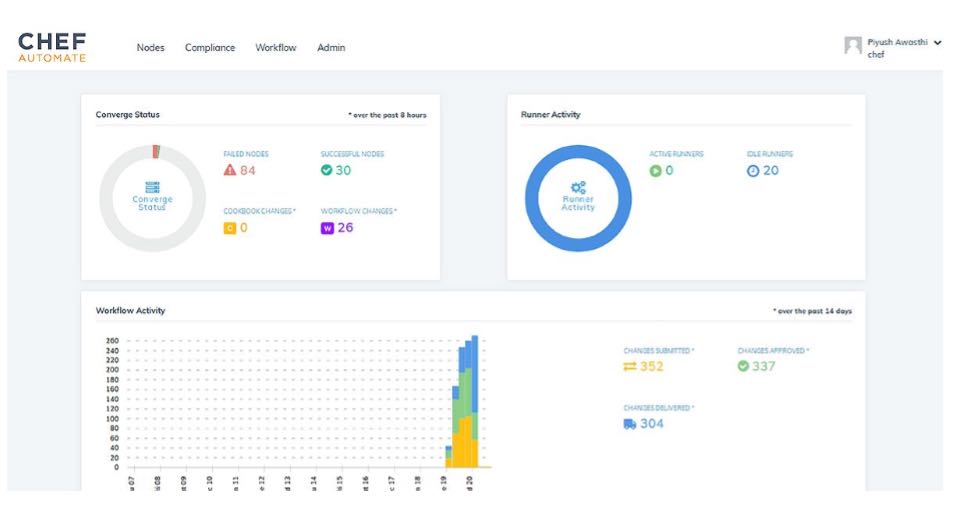 CHEF
AUTOMATE
Nodes Compliance Workflow Admin
Piyush Awasthi
chef
Converge Status * over the past 8 hours
Converge
Status
FAILED NODES SUCCESSFUL NODES
84 30
COOKBOOK CHANGES * WORKFLOW CHANGES *
C 0 W 26
Runner Activity
Runner
Activity
ACTIVE RUNNERS IDLE RUNNERS
0 20
Workflow Activity * over the past 14 days
260
240
220
200
180
160
140
120
100
80
60
40
20
0
07 08 09 10 11 12 13 14 15 16 17 18 19 20
CHANGES SUBMITTED * CHANGES APPROVED *
352 337
CHANGES DELIVERED *
304